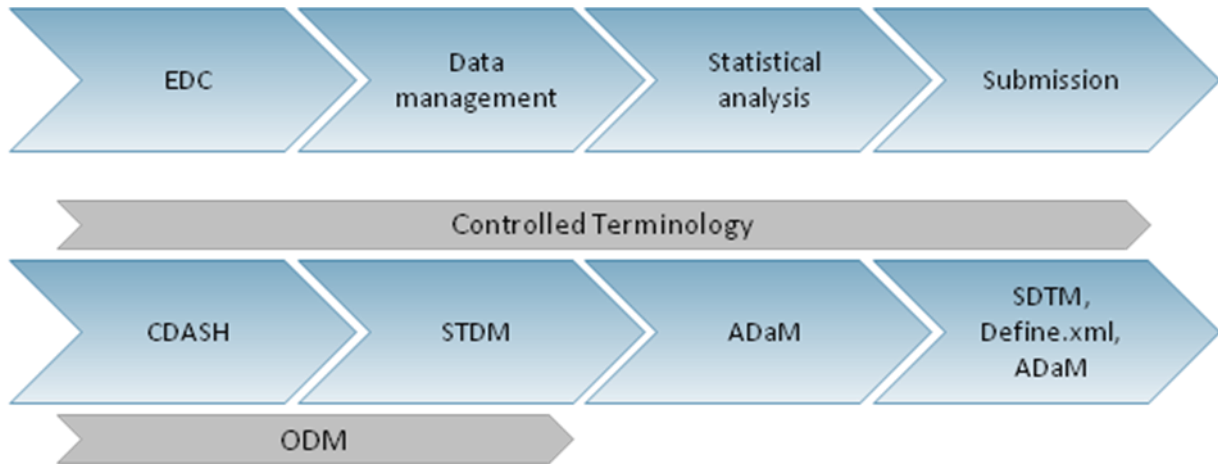 EDC
Data
management
Statistical
analysis
Submission
Controlled Terminology
CDASH
STDM
ADaM
SDTM,
Define.xml,
ADaM
ODM